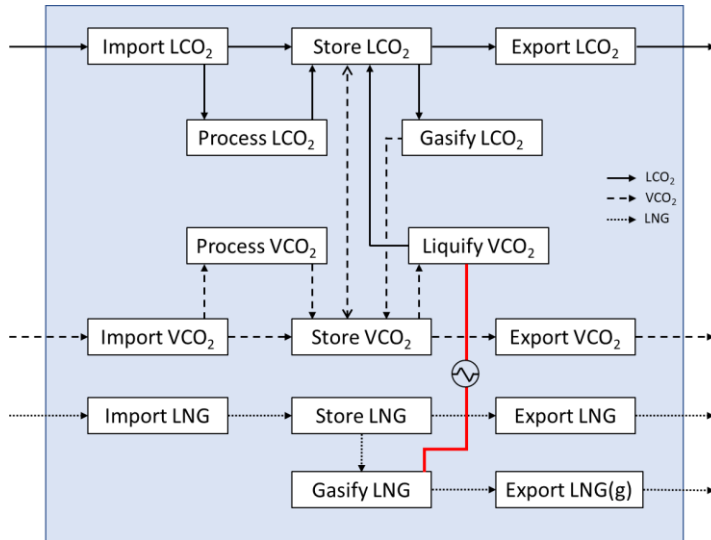 Import LCO₂
Store LCO₂
Export LCO₂
Process LCO₂
Gasify LCO₂
LCO₂
VCO₂
LNG
Process VCO₂
Liquify VCO₂
Import VCO₂
Store VCO₂
Export VCO₂
Import LNG
Store LNG
Export LNG
Gasify LNG
Export LNG(g)